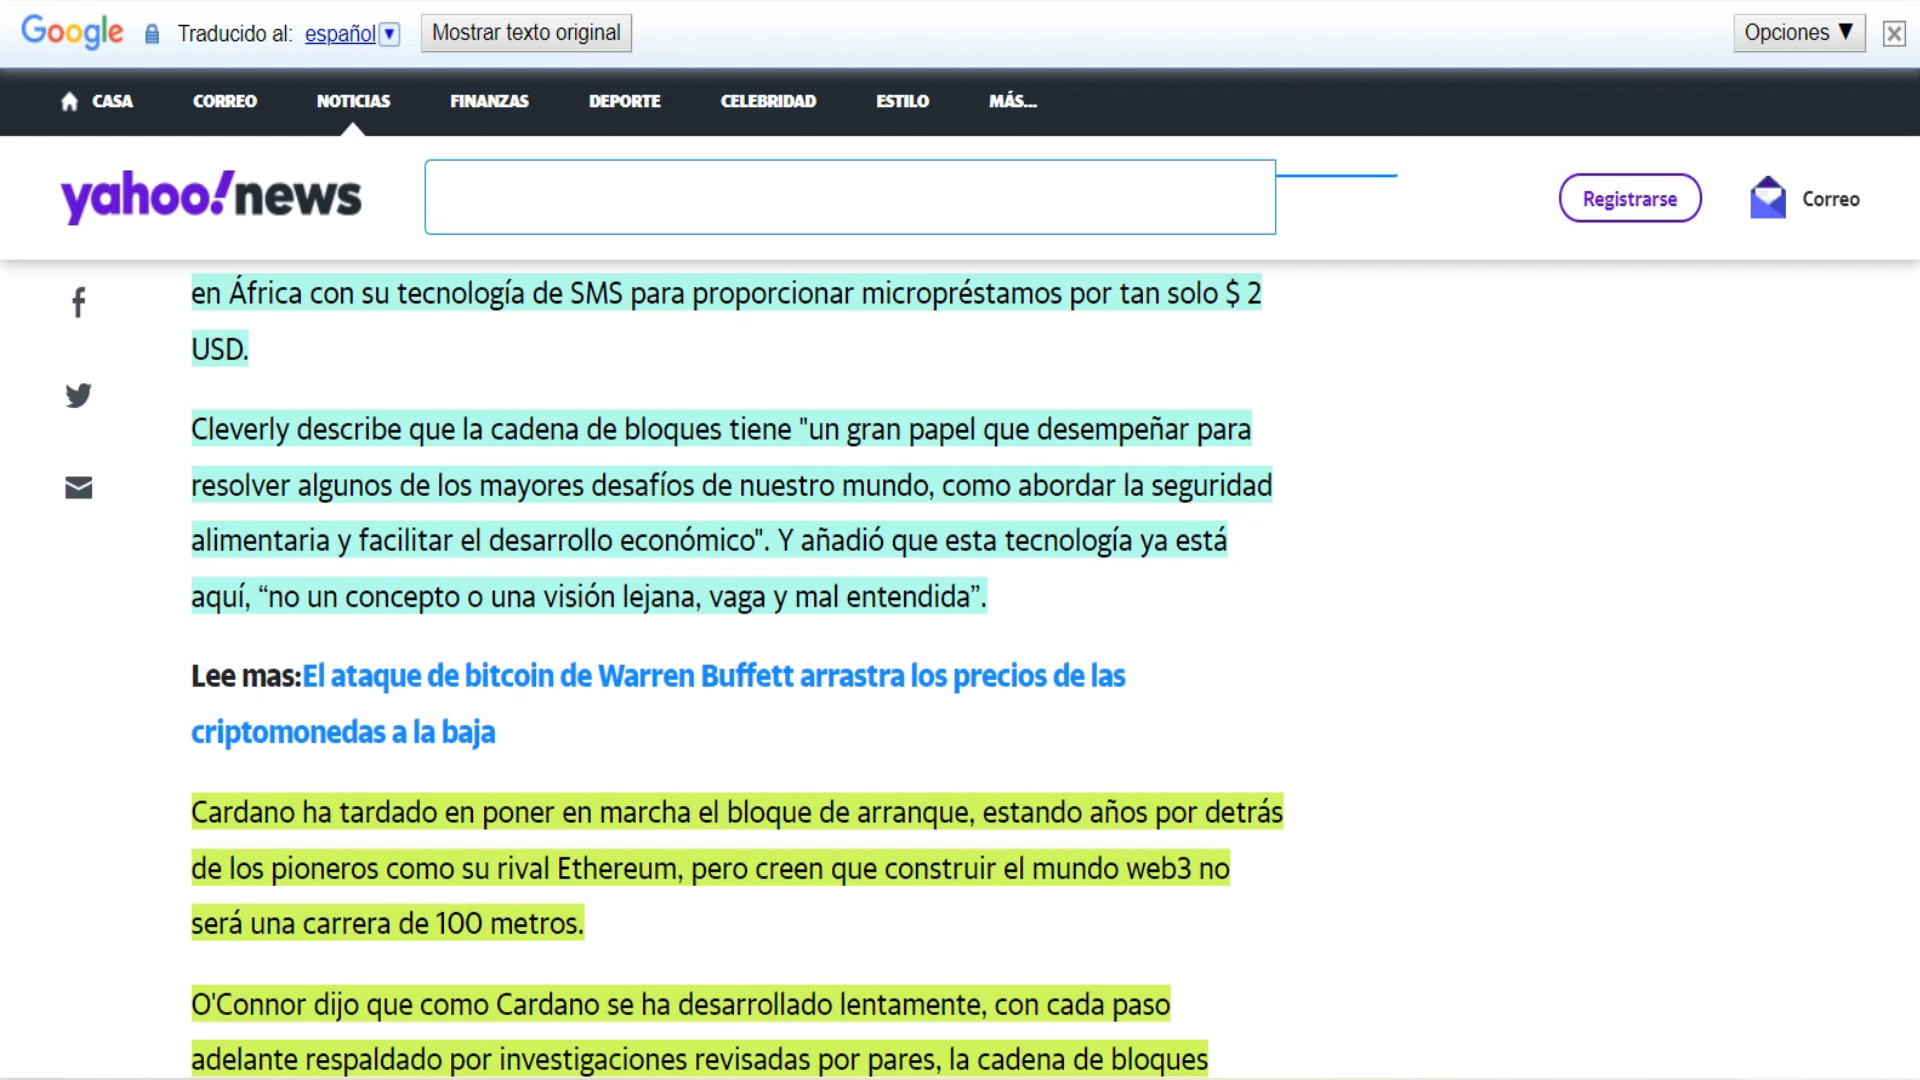 Google Traducido al: español ▼ Mostrar texto original Opciones ▼
CASA CORREO NOTICIAS FINANZAS DEPORTE CELEBRIDAD ESTILO MÁS...
yahoo!news Registrarse Correo
en África con su tecnología de SMS para proporcionar micropréstamos por tan solo $ 2
USD.
Cleverly describe que la cadena de bloques tiene "un gran papel que desempeñar para
resolver algunos de los mayores desafíos de nuestro mundo, como abordar la seguridad
alimentaria y facilitar el desarrollo económico". Y añadió que esta tecnología ya está
aquí, “no un concepto o una visión lejana, vaga y mal entendida”.
Lee mas:El ataque de bitcoin de Warren Buffett arrastra los precios de las
criptomonedas a la baja
Cardano ha tardado en poner en marcha el bloque de arranque, estando años por detrás
de los pioneros como su rival Ethereum, pero creen que construir el mundo web3 no
será una carrera de 100 metros.
O'Connor dijo que como Cardano se ha desarrollado lentamente, con cada paso
adelante respaldado por investigaciones revisadas por pares, la cadena de bloques